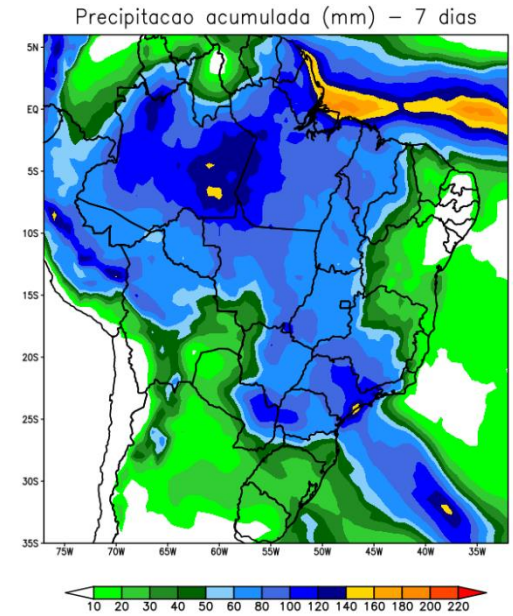 Precipitacao acumulada (mm) – 7 dias
5N
EQ
5S
10S
15S
20S
25S
30S
35S
75W 70W 65W 60W 55W 50W 45W 40W 35W
10 20 30 40 50 60 80 100 120 140 160 180 200 220